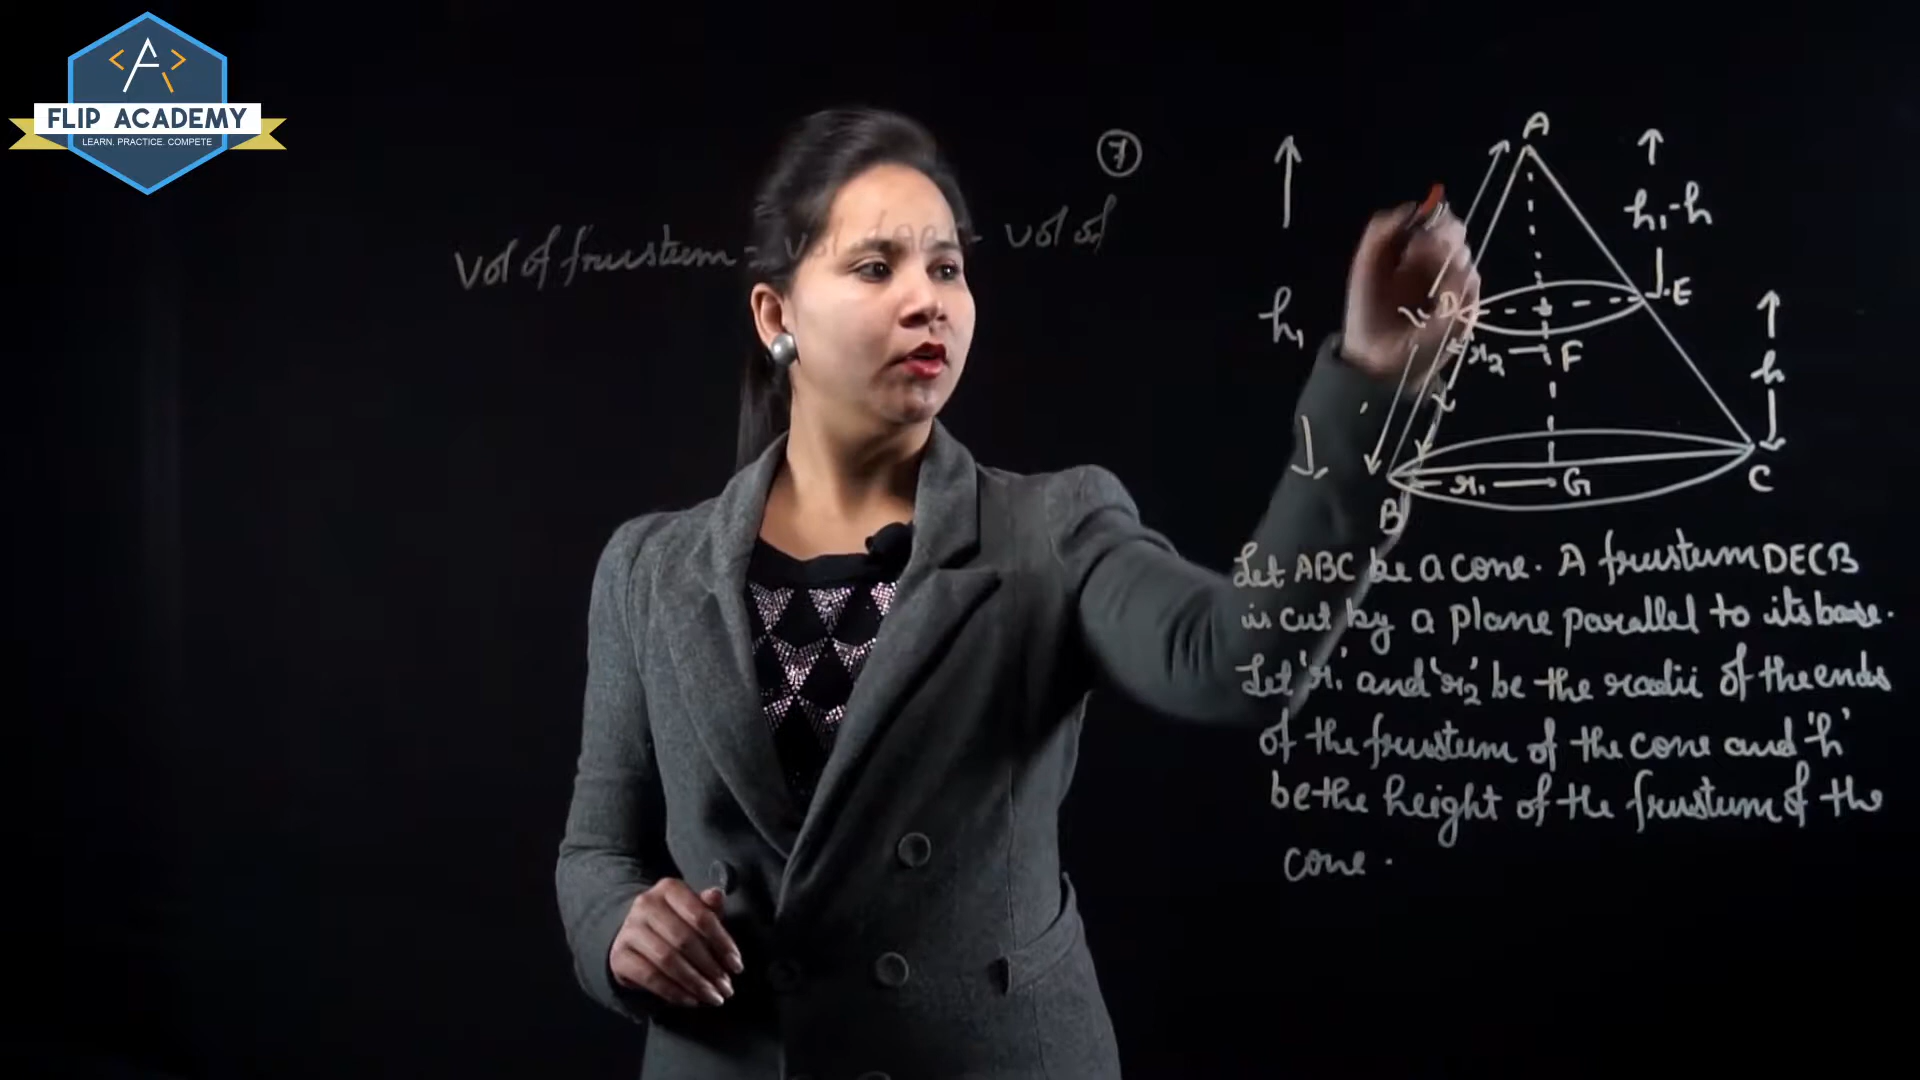 FLIP ACADEMY
LEARN. PRACTICE. COMPETE
7
Vol of frustum = - vol of
A
h₁
h₁-h
D
E
r₂
F
h
r₁
G
B
C
Let ABC be a cone. A frustum DECB
is cut by a plane parallel to its base.
Let 'r₁' and 'r₂' be the radii of the ends
of the frustum of the cone and 'h'
be the height of the frustum of the
cone.